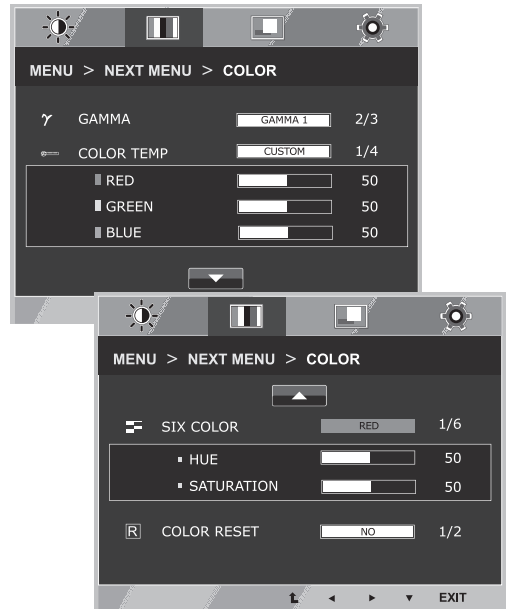 MENU > NEXT MENU > COLOR
γ GAMMA GAMMA 1 2/3
COLOR TEMP CUSTOM 1/4
RED 50
GREEN 50
BLUE 50
MENU > NEXT MENU > COLOR
SIX COLOR RED 1/6
HUE 50
SATURATION 50
R COLOR RESET NO 1/2
EXIT